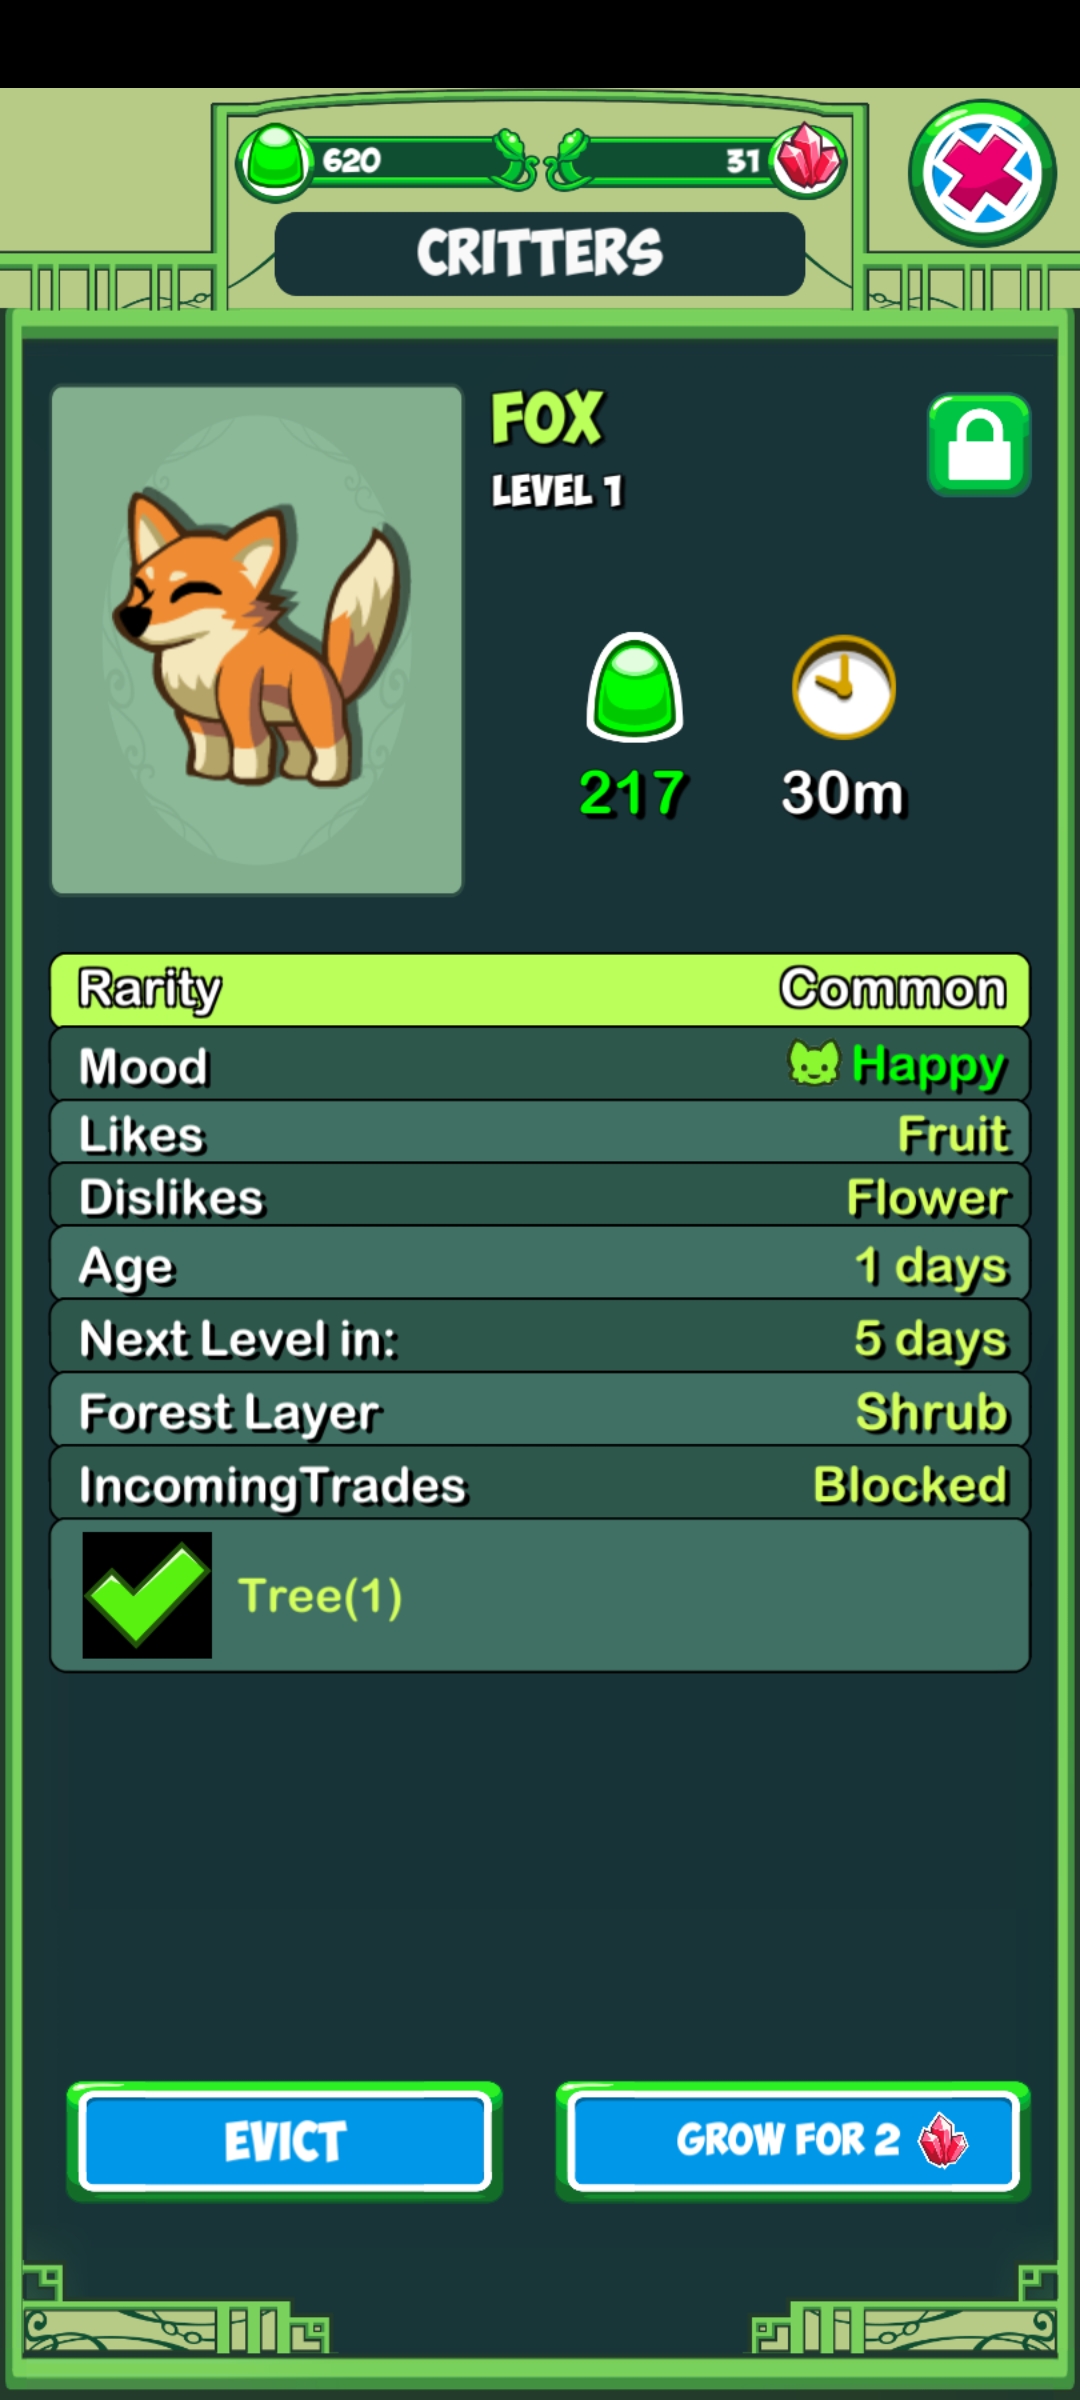 620
31
CRITTERS
FOX
LEVEL 1
217
30m
Rarity Common
Mood Happy
Likes Fruit
Dislikes Flower
Age 1 days
Next Level in: 5 days
Forest Layer Shrub
IncomingTrades Blocked
Tree(1)
EVICT
GROW FOR 2